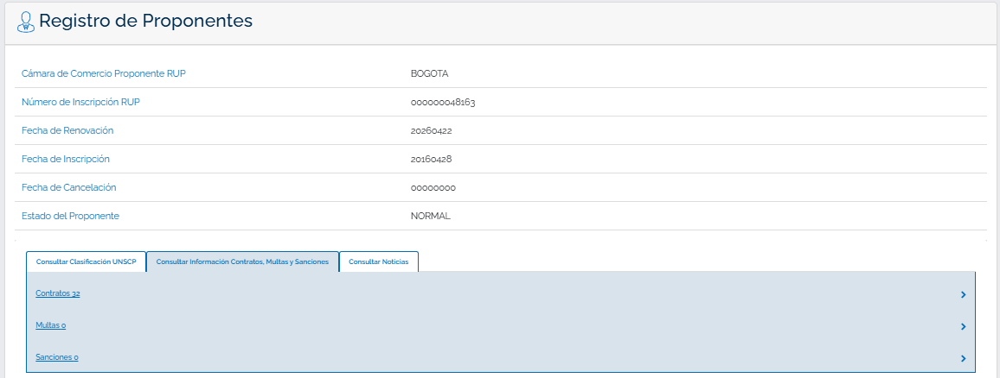 Registro de Proponentes
Cámara de Comercio Proponente RUP BOGOTA
Número de Inscripción RUP 000000048163
Fecha de Renovación 20260422
Fecha de Inscripción 20160428
Fecha de Cancelación 00000000
Estado del Proponente NORMAL
Consultar Clasificación UNSCP Consultar Información Contratos, Multas y Sanciones Consultar Noticias
Contratos 32
Multas 0
Sanciones 0